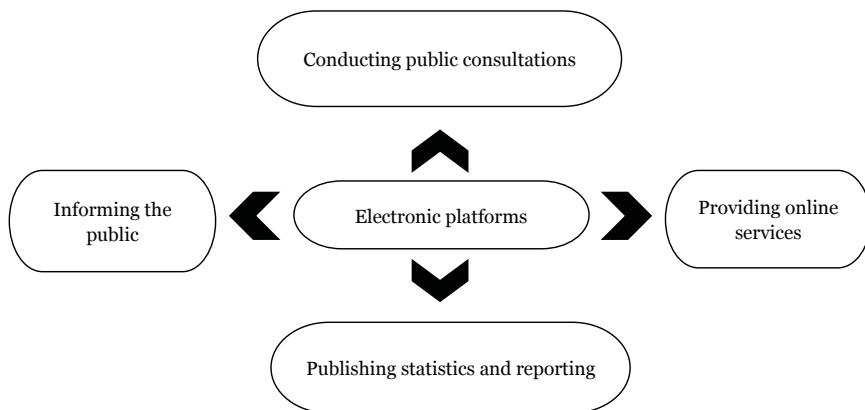 Conducting public consultations
Informing the
public
Electronic platforms
Providing online
services
Publishing statistics and reporting